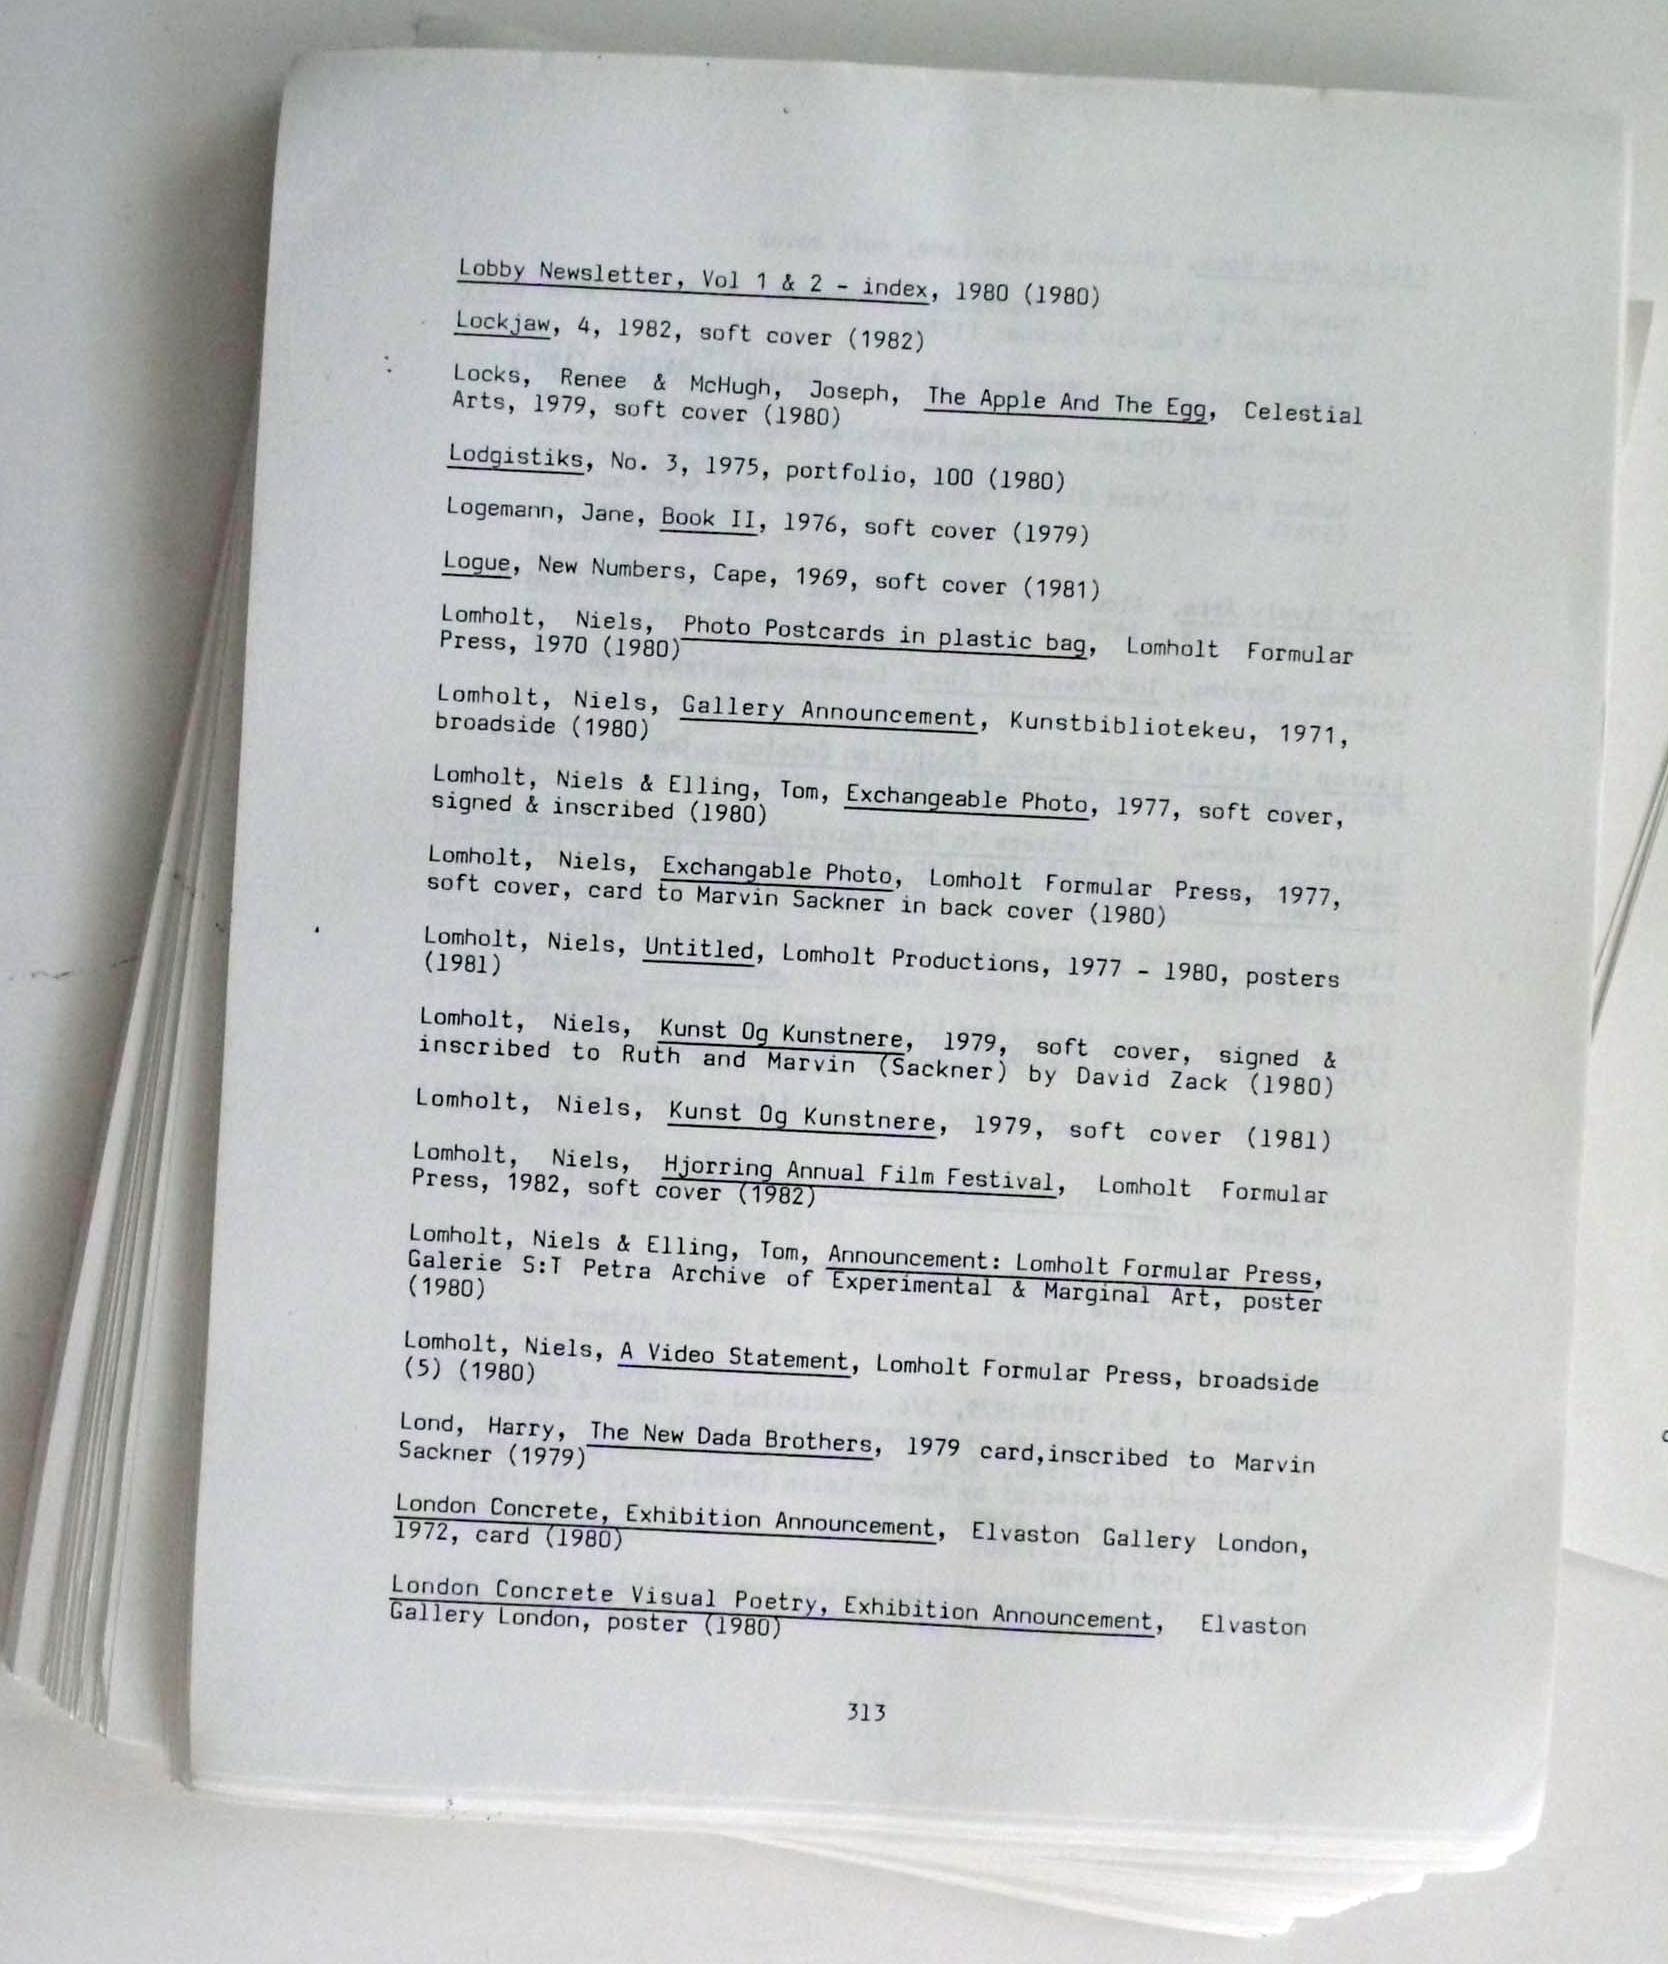 Lobby Newsletter, Vol 1 & 2 - index, 1980 (1980)
Lockjaw, 4, 1982, soft cover (1982)
Locks, Renee & McHugh, Joseph, The Apple And The Egg, Celestial
Arts, 1979, soft cover (1980)
Lodgistiks, No. 3, 1975, portfolio, 100 (1980)
Logemann, Jane, Book II, 1976, soft cover (1979)
Logue, New Numbers, Cape, 1969, soft cover (1981)
Lomholt, Niels, Photo Postcards in plastic bag, Lomholt Formular
Press, 1970 (1980)
Lomholt, Niels, Gallery Announcement, Kunstbibliotekeu, 1971,
broadside (1980)
Lomholt, Niels & Elling, Tom, Exchangeable Photo, 1977, soft cover,
signed & inscribed (1980)
Lomholt, Niels, Exchangable Photo, Lomholt Formular Press, 1977,
soft cover, card to Marvin Sackner in back cover (1980)
Lomholt, Niels, Untitled, Lomholt Productions, 1977 - 1980, posters
(1981)
Lomholt, Niels, Kunst Og Kunstnere, 1979, soft cover, signed &
inscribed to Ruth and Marvin (Sackner) by David Zack (1980)
Lomholt, Niels, Kunst Og Kunstnere, 1979, soft cover (1981)
Lomholt, Niels, Hjorring Annual Film Festival, Lomholt Formular
Press, 1982, soft cover (1982)
Lomholt, Niels & Elling, Tom, Announcement: Lomholt Formular Press,
Galerie S:T Petra Archive of Experimental & Marginal Art, poster
(1980)
Lomholt, Niels, A Video Statement, Lomholt Formular Press, broadside
(5) (1980)
Lond, Harry, The New Dada Brothers, 1979 card,inscribed to Marvin
Sackner (1979)
London Concrete, Exhibition Announcement, Elvaston Gallery London,
1972, card (1980)
London Concrete Visual Poetry, Exhibition Announcement, Elvaston
Gallery London, poster (1980)
313